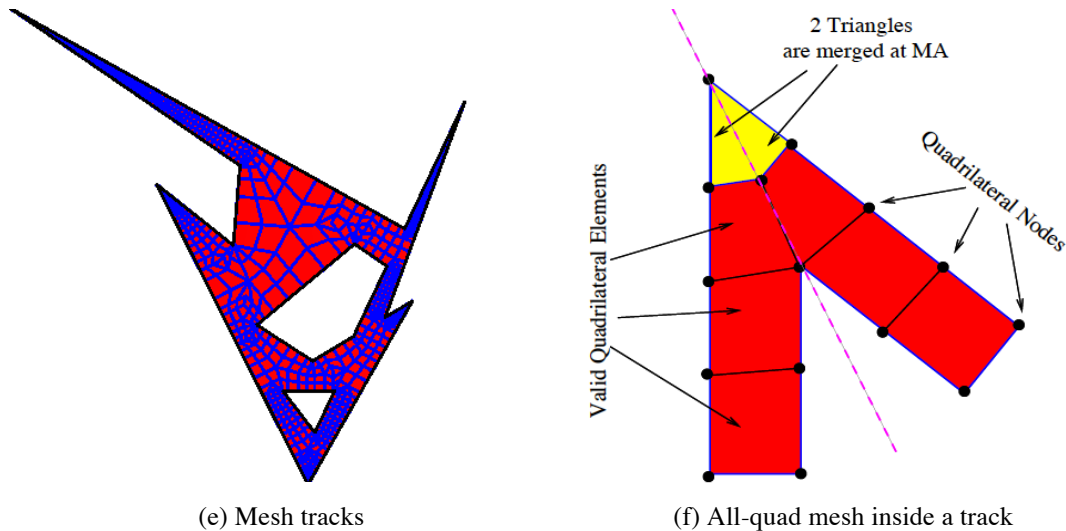 2 Triangles
are merged at MA
Valid Quadrilateral Elements
Quadrilateral Nodes
(e) Mesh tracks
(f) All-quad mesh inside a track